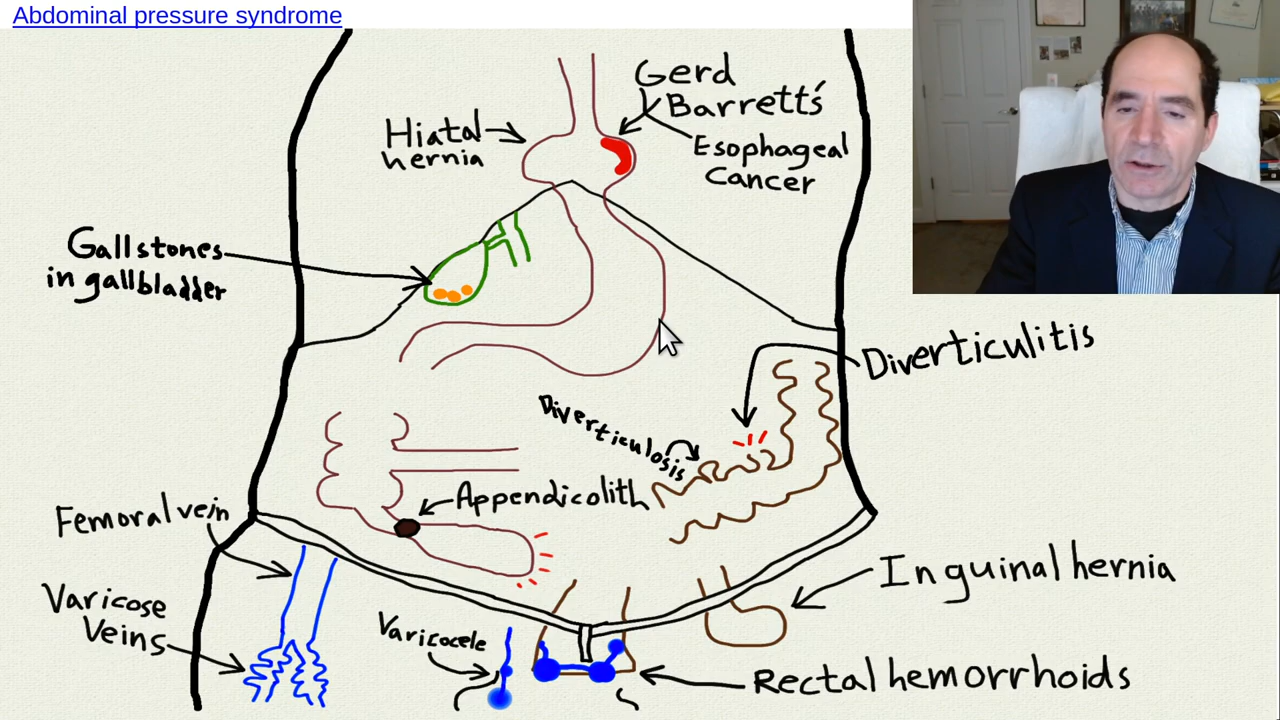 Abdominal pressure syndrome
Gerd
Barrett's
Esophageal
Cancer
Hiatal
hernia
Gallstones
in gallbladder
Diverticulitis
Diverticulosis
Appendicolith
Femoral vein
Inguinal hernia
Varicose
Veins
Varicocele
Rectal hemorrhoids